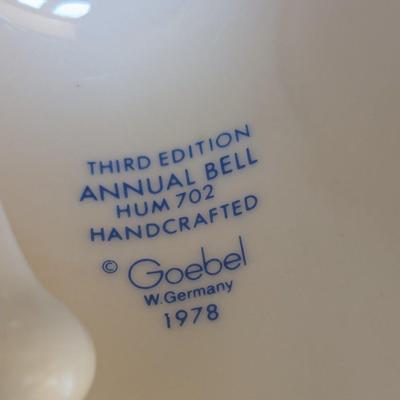 THIRD EDITION
ANNUAL BELL
HUM 702
HANDCRAFTED
© Goebel
W.Germany
1978